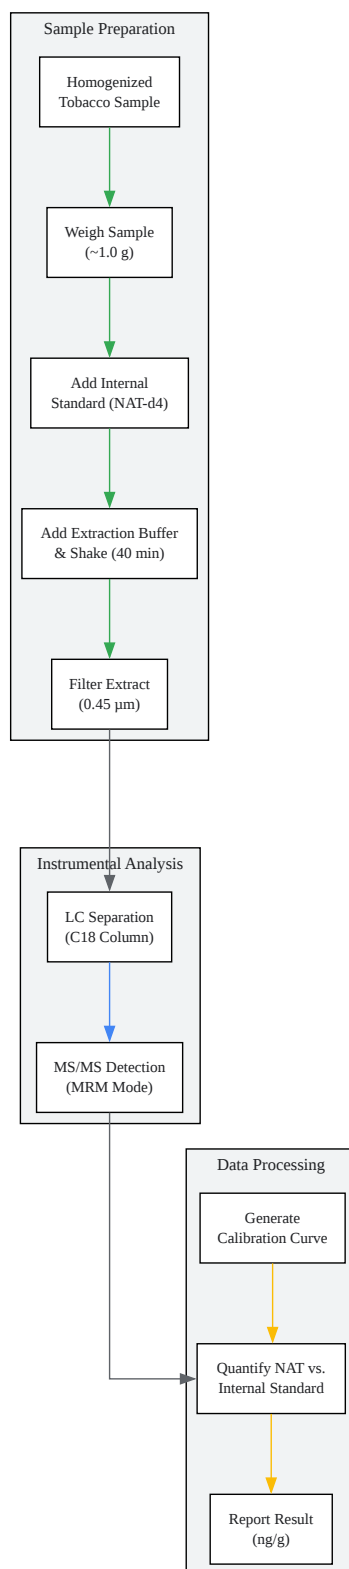 Sample Preparation
Homogenized
Tobacco Sample
Weigh Sample
(~1.0 g)
Add Internal
Standard (NAT-d4)
Add Extraction Buffer
& Shake (40 min)
Filter Extract
(0.45 µm)
Instrumental Analysis
LC Separation
(C18 Column)
MS/MS Detection
(MRM Mode)
Data Processing
Generate
Calibration Curve
Quantify NAT vs.
Internal Standard
Report Result
(ng/g)